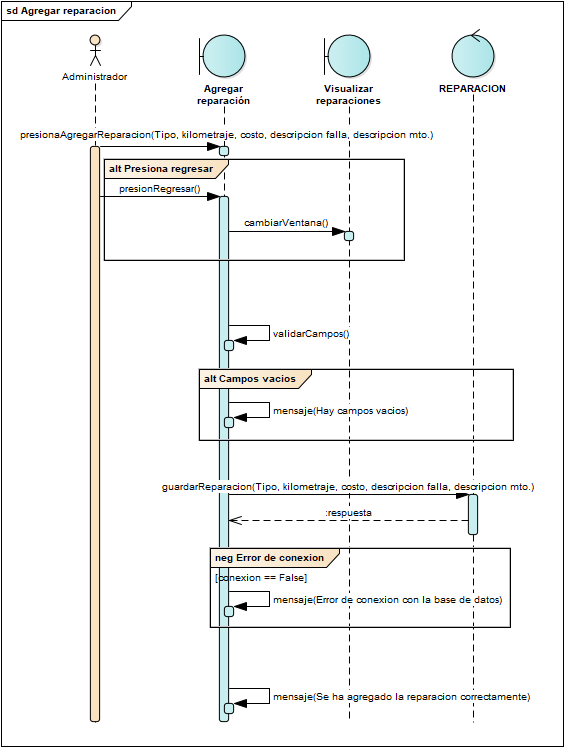 sd Agregar reparacion
Administrador
Agregar
reparación
Visualizar
reparaciones
REPARACION
presionaAgregarReparacion(Tipo, kilometraje, costo, descripcion falla, descripcion mto.)
alt Presiona regresar
presionRegresar()
cambiarVentana()
validarCampos()
alt Campos vacios
mensaje(Hay campos vacios)
guardarReparacion(Tipo, kilometraje, costo, descripcion falla, descripcion mto.)
:respuesta
neg Error de conexion
[conexion == False]
mensaje(Error de conexion con la base de datos)
mensaje(Se ha agregado la reparacion correctamente)